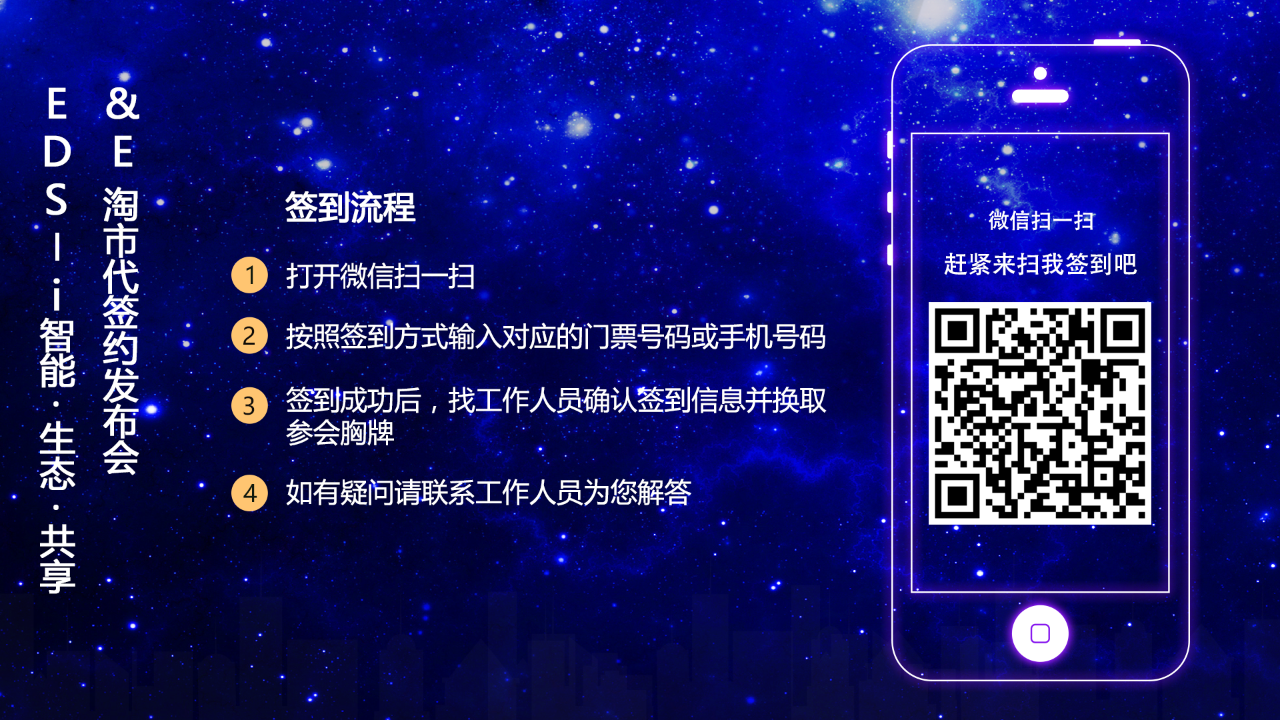 EDSli智能·生态·共享
&E淘市代签约发布会
签到流程
1 打开微信扫一扫
2 按照签到方式输入对应的门票号码或手机号码
3 签到成功后，找工作人员确认签到信息并换取
参会胸牌
4 如有疑问请联系工作人员为您解答
微信扫一扫
赶紧来扫我签到吧